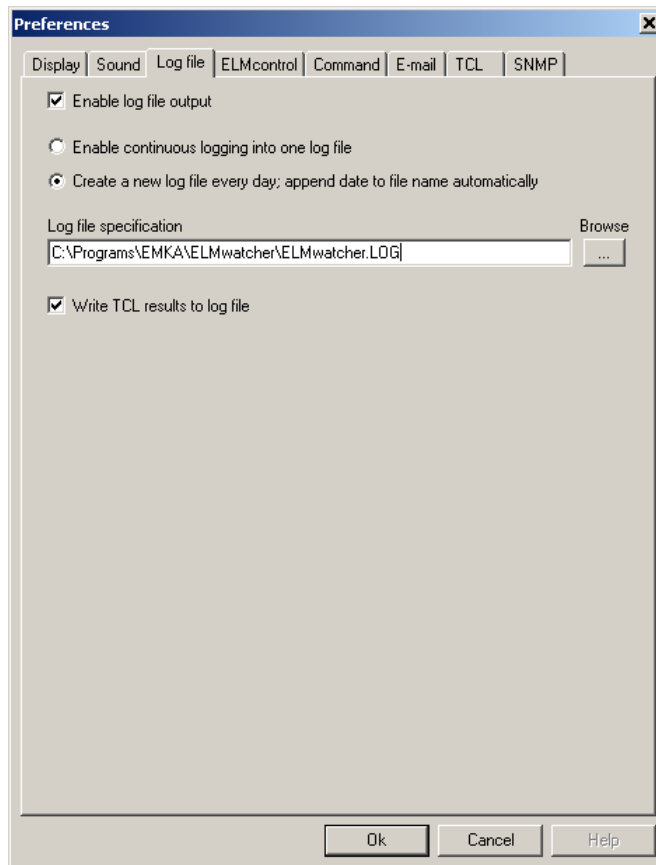 Preferences
Display Sound Log file ELMcontrol Command E-mail TCL SNMP
Enable log file output
Enable continuous logging into one log file
Create a new log file every day; append date to file name automatically
Log file specification Browse
C:\Programs\EMKA\ELMwatcher\ELMwatcher.LOG ...
Write TCL results to log file
Ok Cancel Help